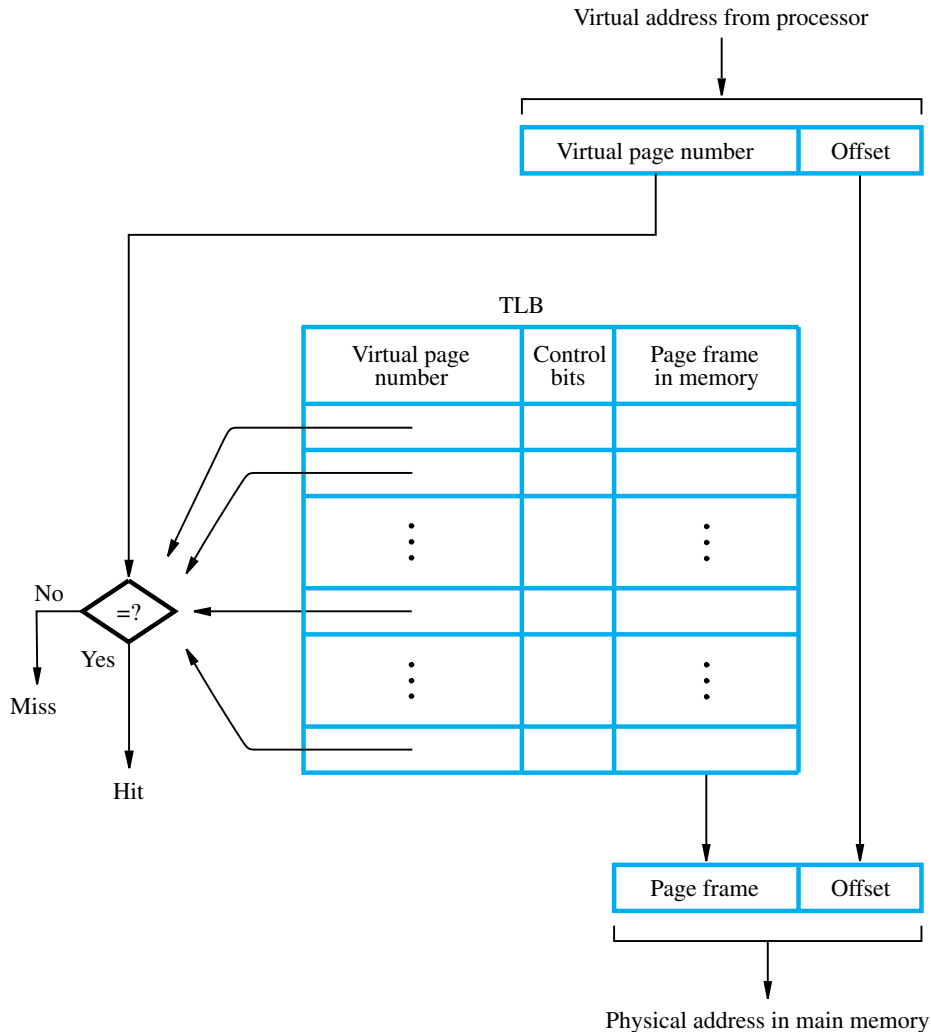 Virtual address from processor
Virtual page number
Offset
TLB
Virtual page
number
Control
bits
Page frame
in memory
No
=?
Yes
Miss
Hit
Page frame
Offset
Physical address in main memory